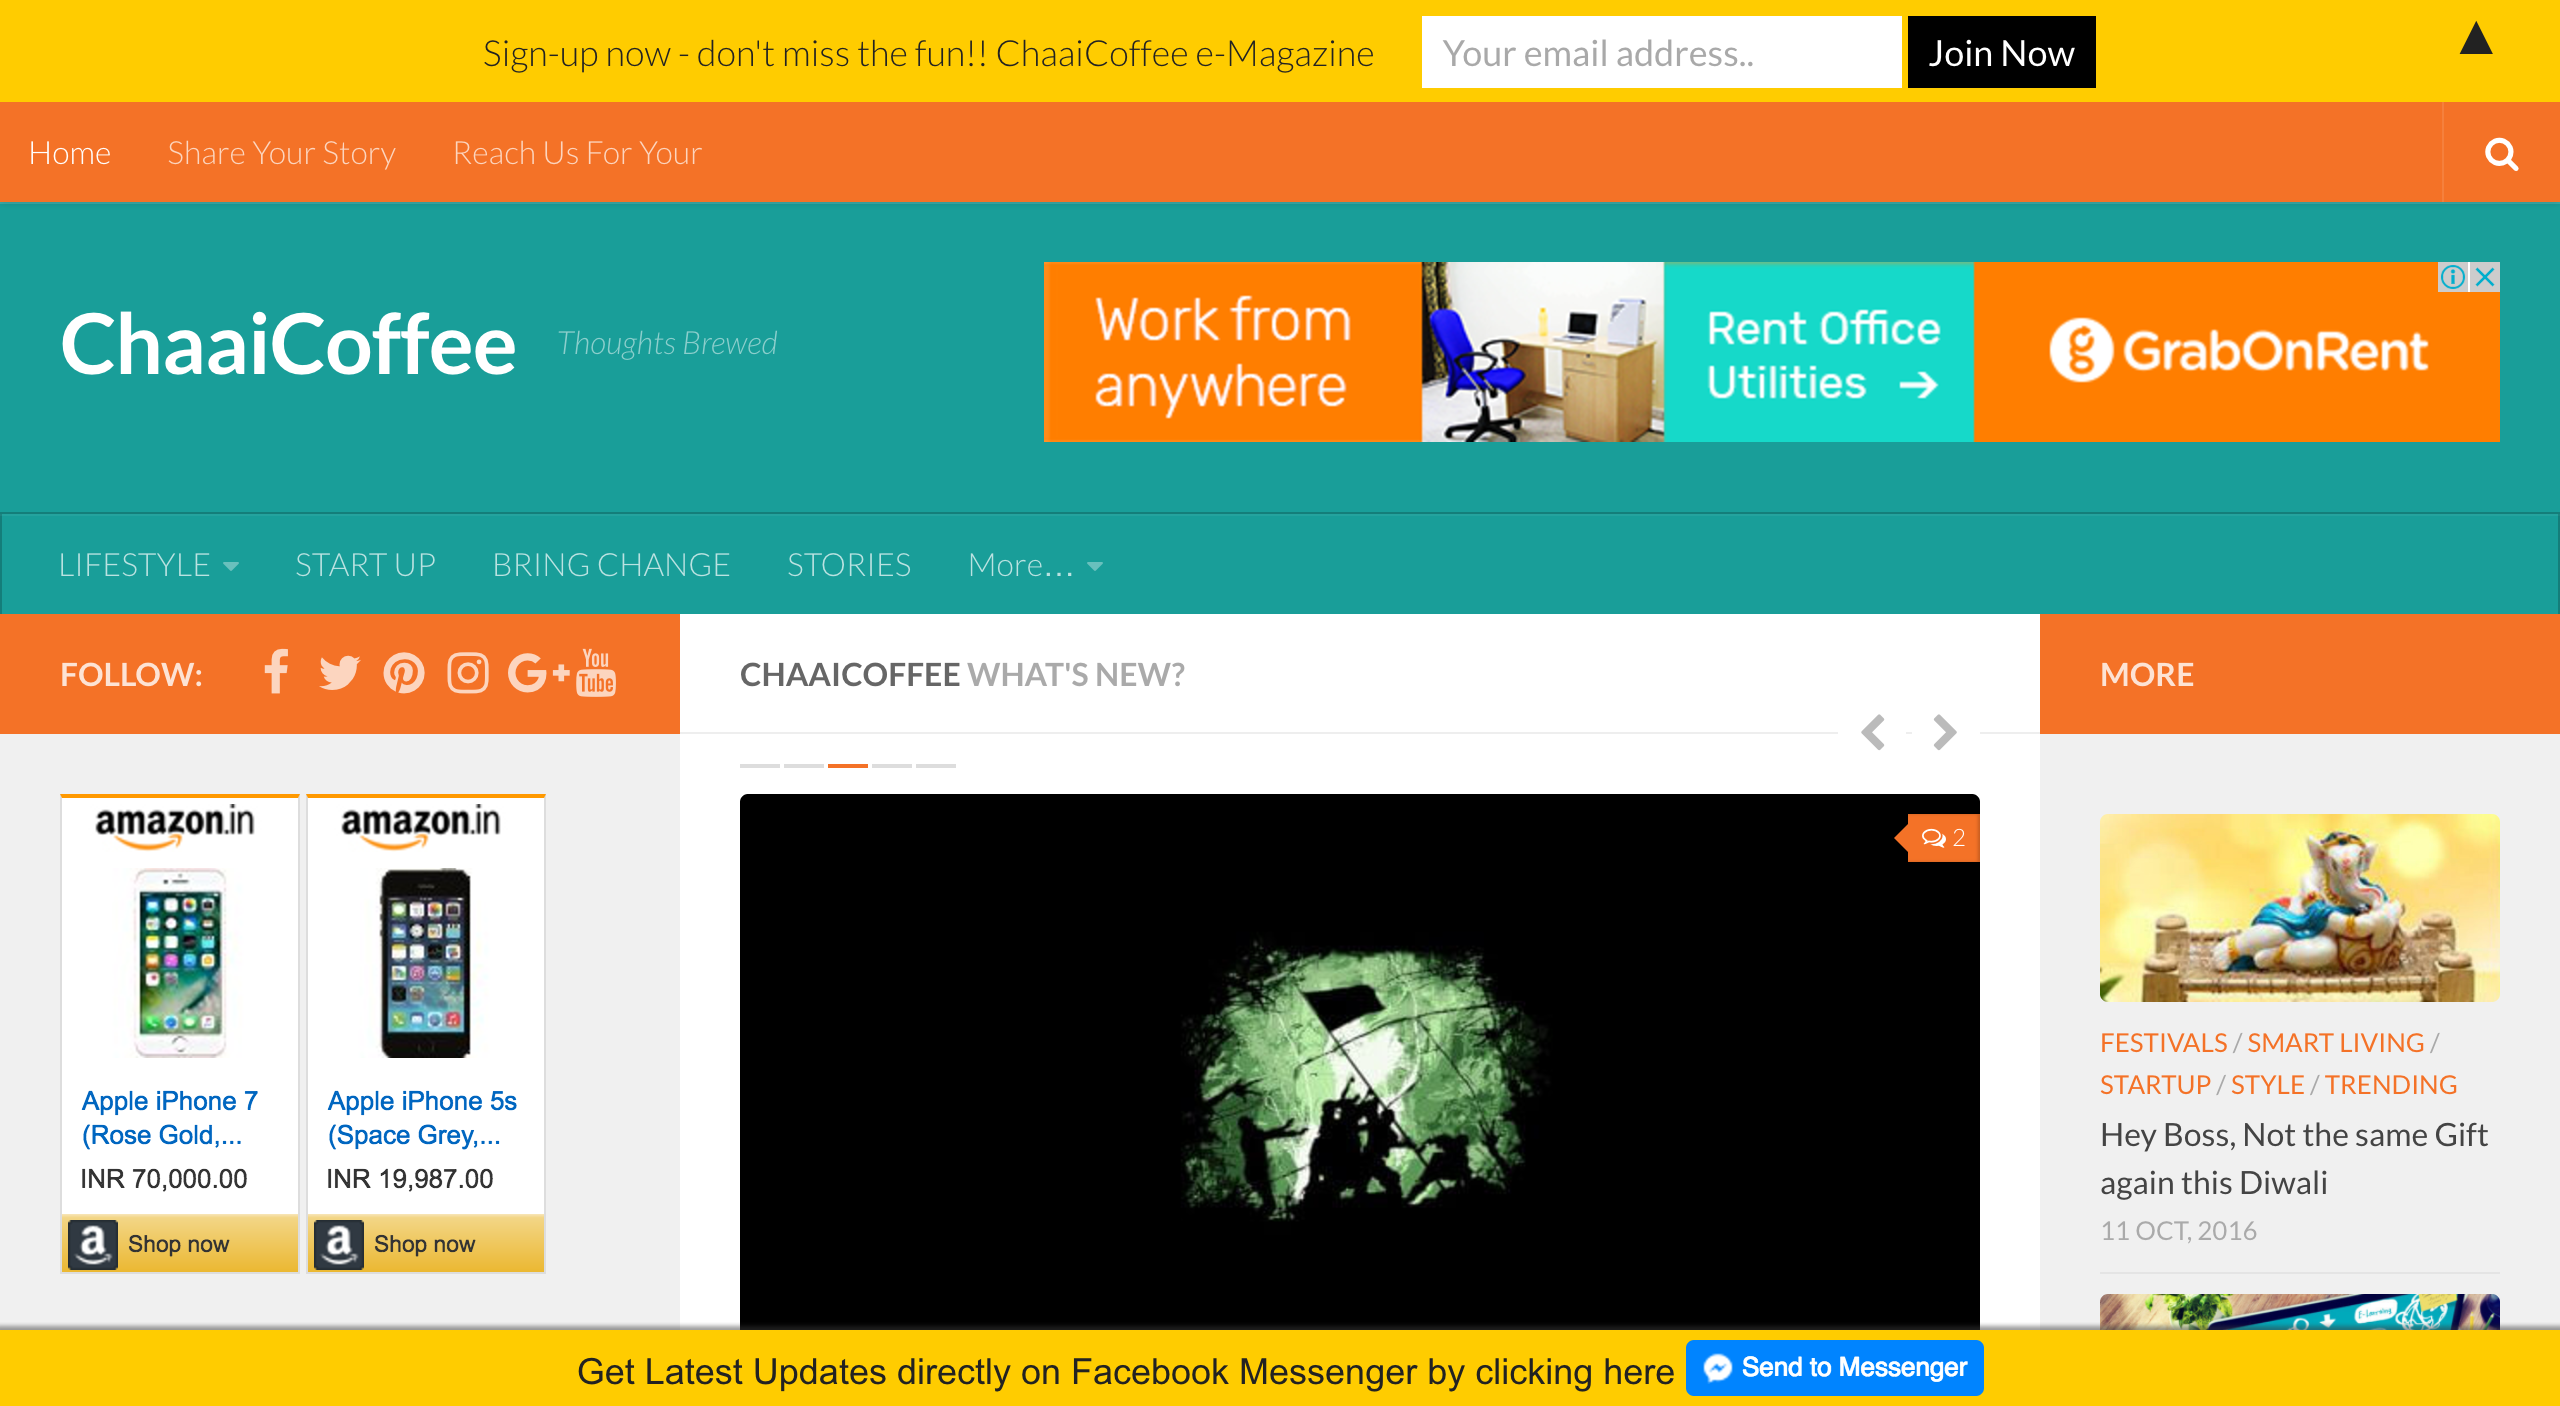 Sign-up now - don't miss the fun!! ChaaiCoffee e-Magazine
Your email address..
Join Now
Home
Share Your Story
Reach Us For Your
ChaaiCoffee
Thoughts Brewed
Work from
anywhere
Rent Office
Utilities →
GrabOnRent
LIFESTYLE
START UP
BRING CHANGE
STORIES
More...
FOLLOW:
G+
You
Tube
CHAAICOFFEE WHAT'S NEW?
MORE
amazon.in
Apple iPhone 7
(Rose Gold,...
INR 70,000.00
Shop now
amazon.in
Apple iPhone 5s
(Space Grey,...
INR 19,987.00
Shop now
2
FESTIVALS / SMART LIVING /
STARTUP / STYLE / TRENDING
Hey Boss, Not the same Gift
again this Diwali
11 OCT, 2016
E-Learning
Get Latest Updates directly on Facebook Messenger by clicking here
Send to Messenger